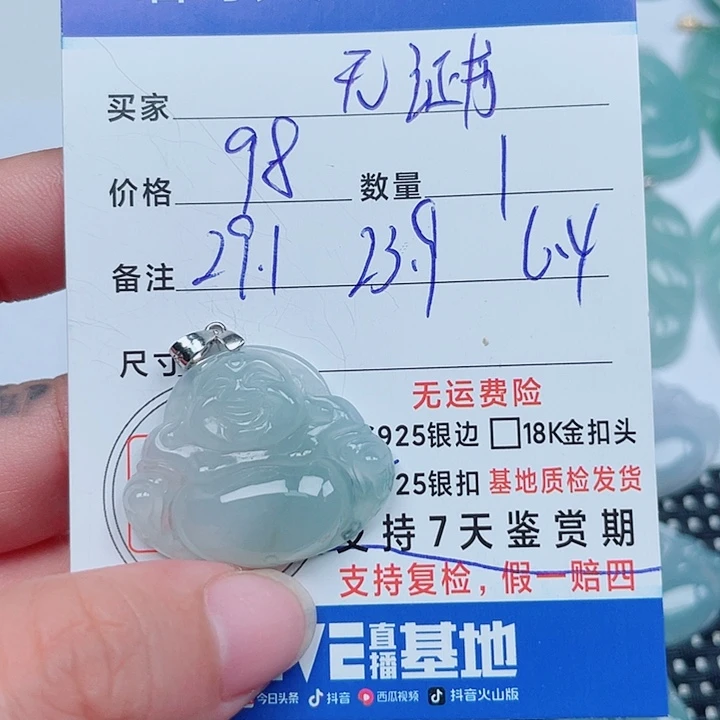 买家 无证书
价格 98 数量 1
备注 29.1 23.9 6.4
尺寸
无运费险
S925银边 □18K金扣头
25银扣 基地质检发货
支持7天鉴赏期
支持复检，假一赔四
VE直播基地
今日头条 抖音 西瓜视频 抖音火山版